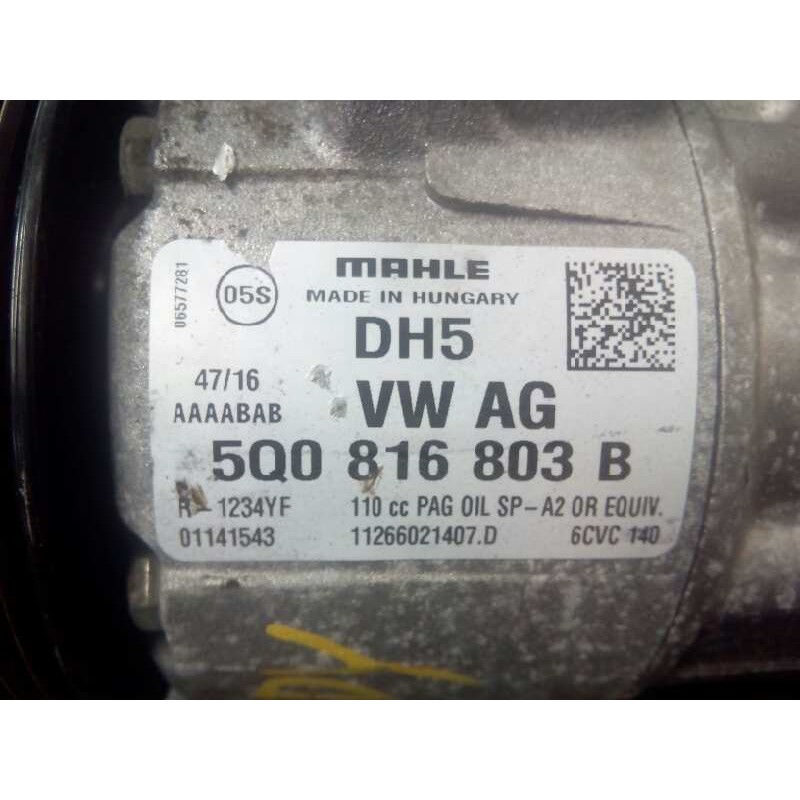 MAHLE
MADE IN HUNGARY
05S
06577281
DH5
47/16
AAAABAB
VW AG
5Q0 816 803 B
R-1234YF 110 cc PAG OIL SP-A2 OR EQUIV.
01141543 11266021407.D 6CVC 140